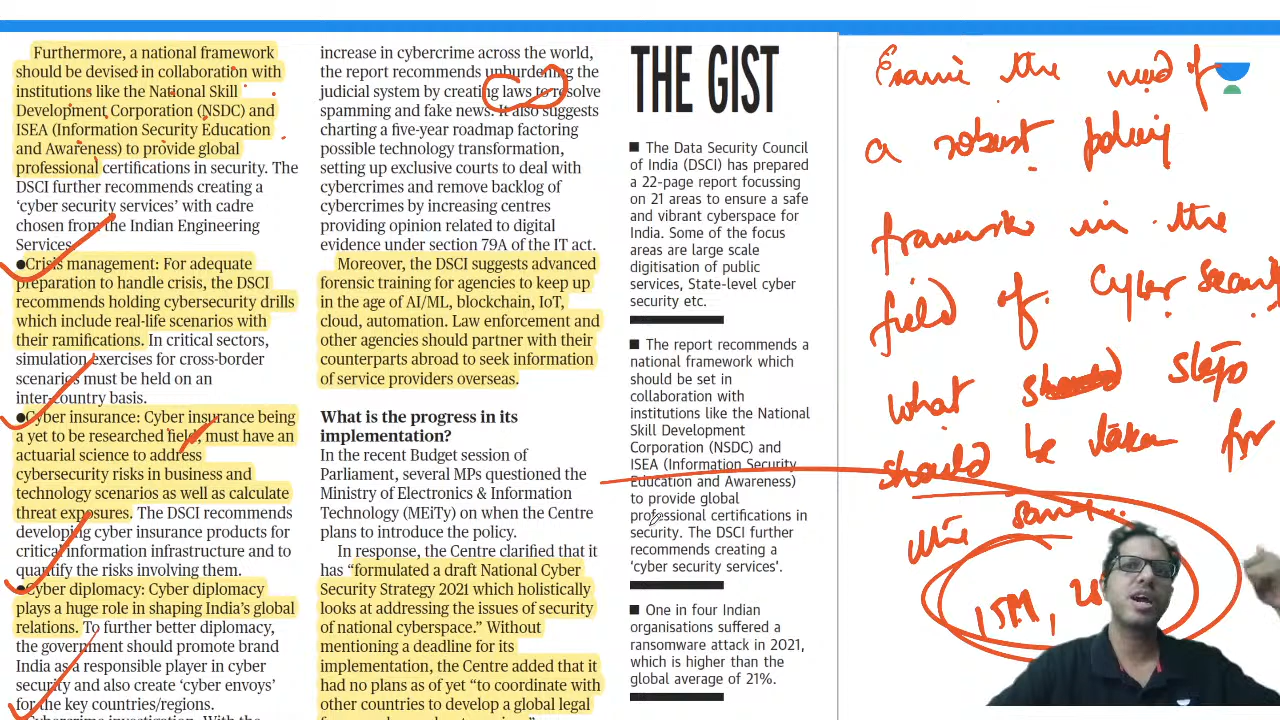 Furthermore, a national framework
should be devised in collaboration with
institutions like the National Skill
Development Corporation (NSDC) and
ISEA (Information Security Education
and Awareness) to provide global
professional certifications in security. The
DSCI further recommends creating a
‘cyber security services’ with cadre
chosen from the Indian Engineering
Services.
●Crisis management: For adequate
preparation to handle crisis, the DSCI
recommends holding cybersecurity drills
which include real-life scenarios with
their ramifications. In critical sectors,
simulation exercises for cross-border
scenarios must be held on an
inter-country basis.
●Cyber insurance: Cyber insurance being
a yet to be researched field, must have an
actuarial science to address
cybersecurity risks in business and
technology scenarios as well as calculate
threat exposures. The DSCI recommends
developing cyber insurance products for
critical information infrastructure and to
quantify the risks involving them.
●Cyber diplomacy: Cyber diplomacy
plays a huge role in shaping India’s global
relations. To further better diplomacy,
the government should promote brand
India as a responsible player in cyber
security and also create ‘cyber envoys’
for the key countries/regions.
●Cybercrime investigation: With the
increase in cybercrime across the world,
the report recommends unburdening the
judicial system by creating laws to resolve
spamming and fake news. It also suggests
charting a five-year roadmap factoring
possible technology transformation,
setting up exclusive courts to deal with
cybercrimes and remove backlog of
cybercrimes by increasing centres
providing opinion related to digital
evidence under section 79A of the IT act.
Moreover, the DSCI suggests advanced
forensic training for agencies to keep up
in the age of AI/ML, blockchain, IoT,
cloud, automation. Law enforcement and
other agencies should partner with their
counterparts abroad to seek information
of service providers overseas.
What is the progress in its
implementation?
In the recent Budget session of
Parliament, several MPs questioned the
Ministry of Electronics & Information
Technology (MEiTy) on when the Centre
plans to introduce the policy.
In response, the Centre clarified that it
has “formulated a draft National Cyber
Security Strategy 2021 which holistically
looks at addressing the issues of security
of national cyberspace.” Without
mentioning a deadline for its
implementation, the Centre added that it
had no plans as of yet “to coordinate with
other countries to develop a global legal
THE GIST
■ The Data Security Council
of India (DSCI) has prepared
a 22-page report focussing
on 21 areas to ensure a safe
and vibrant cyberspace for
India. Some of the focus
areas are large scale
digitisation of public
services, State-level cyber
security etc.
■ The report recommends a
national framework which
should be set in
collaboration with
institutions like the National
Skill Development
Corporation (NSDC) and
ISEA (Information Security
Education and Awareness)
to provide global
professional certifications in
security. The DSCI further
recommends creating a
‘cyber security services’.
■ One in four Indian
organisations suffered a
ransomware attack in 2021,
which is higher than the
global average of 21%.
the need of
a robust policy
framework in the
field of Cyber Security
what steps
should be taken for
the same.
15M,